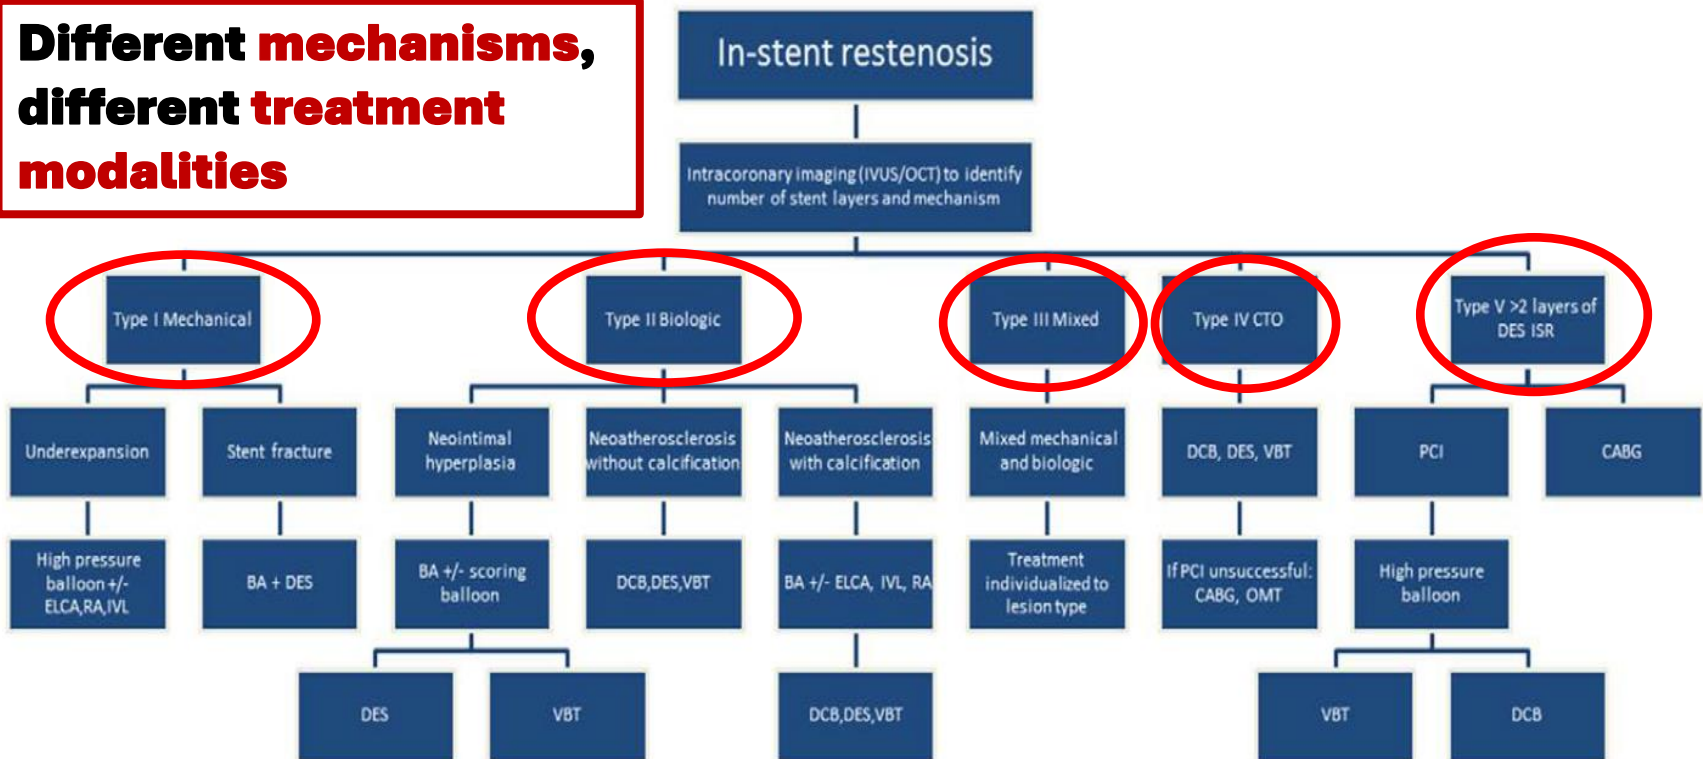 Different mechanisms,
different treatment
modalities
In-stent restenosis
Intracoronary imaging (IVUS/OCT) to identify
number of stent layers and mechanism
Type I Mechanical
Type II Biologic
Type III Mixed
Type IV CTO
Type V >2 layers of
DES ISR
Underexpansion
Stent fracture
Neointimal
hyperplasia
Neoatherosclerosis
without calcification
Neoatherosclerosis
with calcification
Mixed mechanical
and biologic
DCB, DES, VBT
PCI
CABG
High pressure
balloon +/-
ELCA,RA,IVL
BA + DES
BA +/- scoring
balloon
DCB,DES,VBT
BA +/- ELCA, IVL, RA
Treatment
individualized to
lesion type
If PCI unsuccessful:
CABG, OMT
High pressure
balloon
DES
VBT
DCB,DES,VBT
VBT
DCB